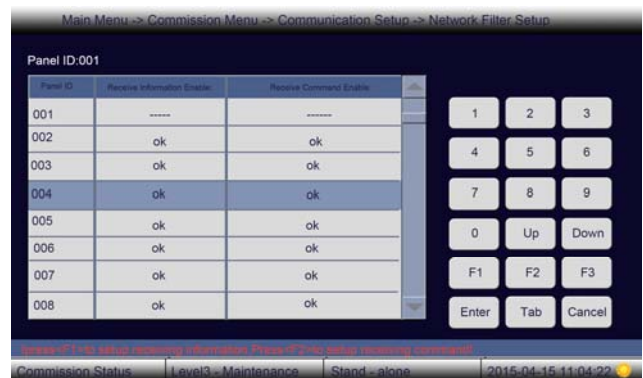 Main Menu -> Commission Menu -> Communication Setup -> Network Filter Setup
Panel ID:001
Panel ID Receive Information Enable: Receive Command Enable
001 ----- ------
002 ok ok
003 ok ok
004 ok ok
005 ok ok
006 ok ok
007 ok ok
008 ok ok
1 2 3
4 5 6
7 8 9
0 Up Down
F1 F2 F3
Enter Tab Cancel
!press<F1>to setup receiving information.Press<F2>to setup receiving command!!
Commission Status Level3 - Maintenance Stand - alone 2015-04-15 11:04:22